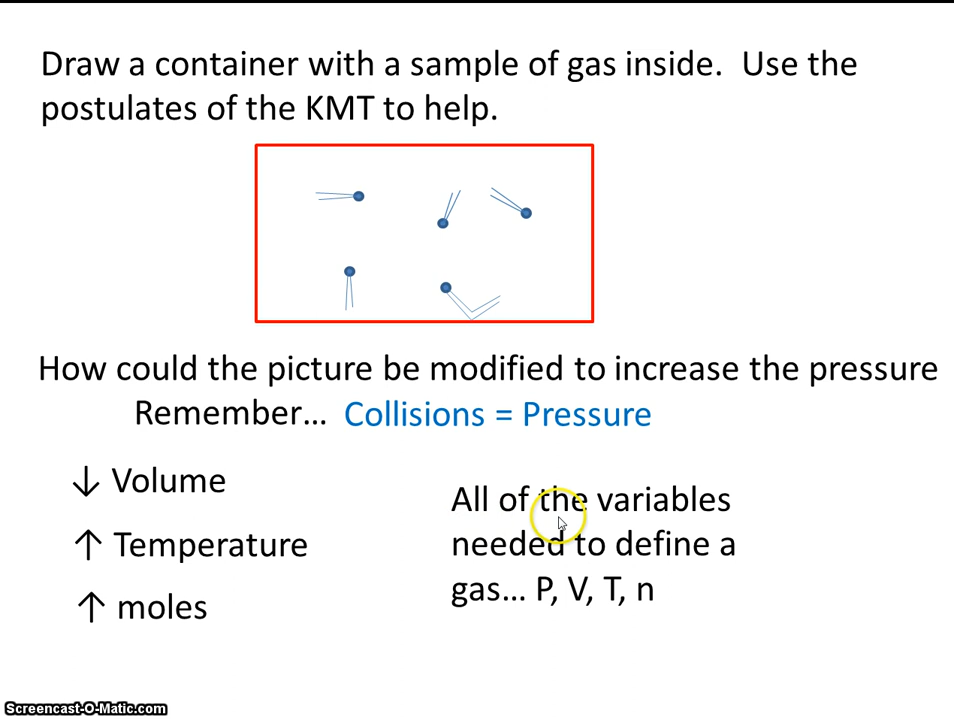 Draw a container with a sample of gas inside.  Use the
postulates of the KMT to help.
How could the picture be modified to increase the pressure
Remember... Collisions = Pressure
↓ Volume
↑ Temperature
↑ moles
All of the variables
needed to define a
gas... P, V, T, n
Screencast-O-Matic.com